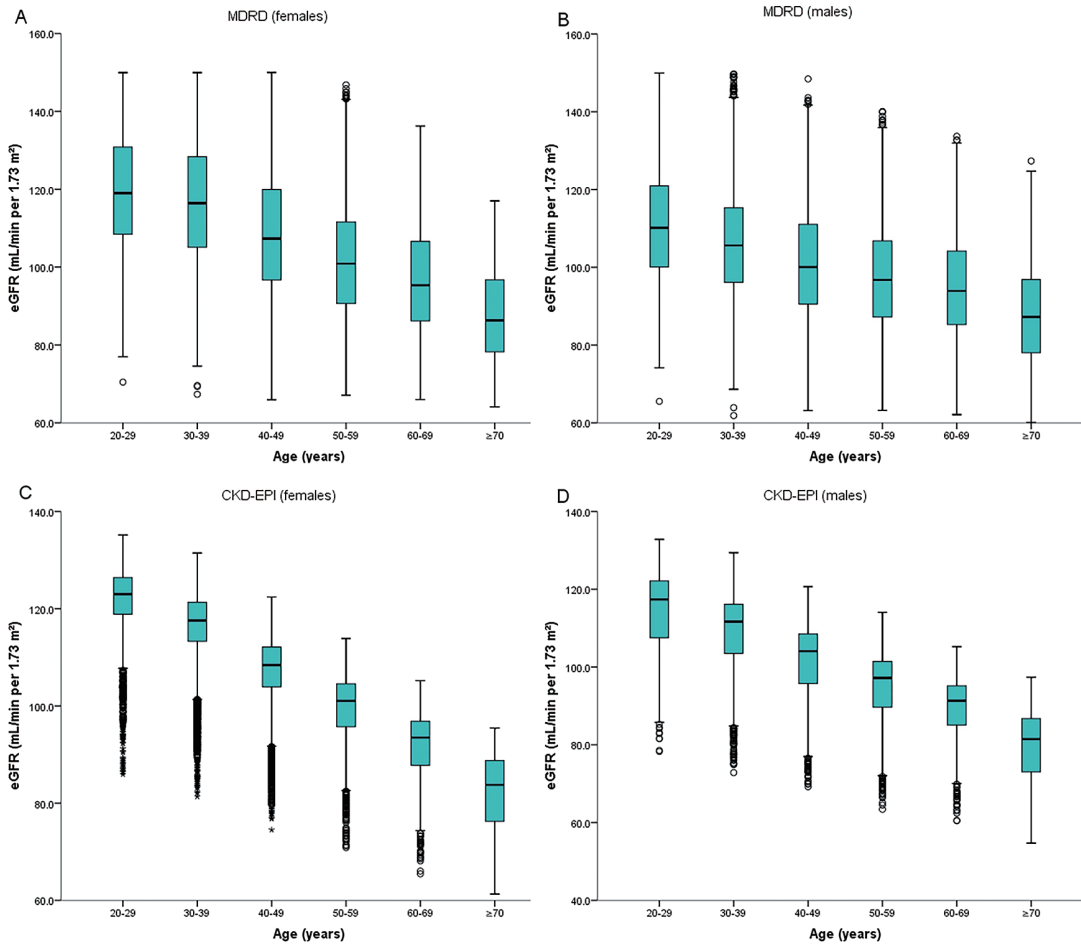 A
MDRD (females)
160.0
140.0
120.0
100.0
80.0
60.0
eGFR (mL/min per 1.73 m²)
20-29
30-39
40-49
50-59
60-69
≥70
Age (years)
B
MDRD (males)
160.0
140.0
120.0
100.0
80.0
60.0
eGFR (mL/min per 1.73 m²)
20-29
30-39
40-49
50-59
60-69
≥70
Age (years)
C
CKD-EPI (females)
140.0
120.0
100.0
80.0
60.0
eGFR (mL/min per 1.73 m²)
20-29
30-39
40-49
50-59
60-69
≥70
Age (years)
D
CKD-EPI (males)
140.0
120.0
100.0
80.0
60.0
40.0
eGFR (mL/min per 1.73 m²)
20-29
30-39
40-49
50-59
60-69
≥70
Age (years)